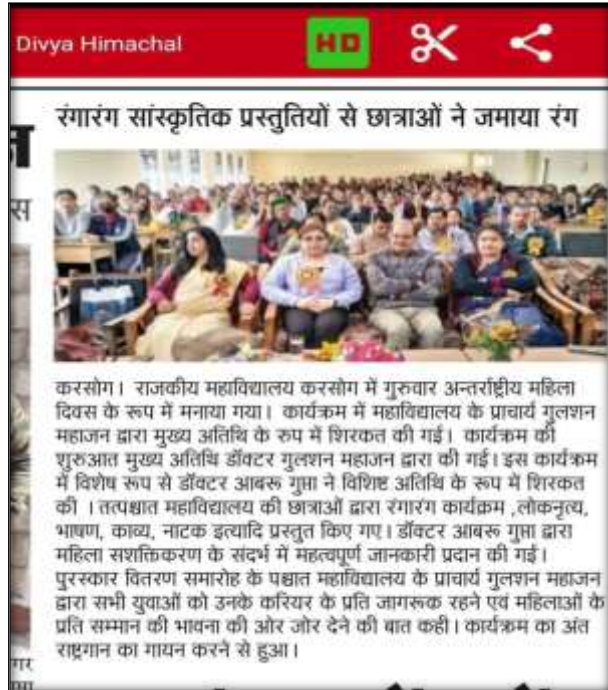 Divya Himachal
HD
रंगारंग सांस्कृतिक प्रस्तुतियों से छात्राओं ने जमाया रंग
स
करसोग। राजकीय महाविद्यालय करसोग में गुरुवार अन्तर्राष्ट्रीय महिला
दिवस के रूप में मनाया गया। कार्यक्रम में महाविद्यालय के प्राचार्य गुलशन
महाजन द्वारा मुख्य अतिथि के रुप में शिरकत की गई। कार्यक्रम की
शुरुआत मुख्य अतिथि डॉक्टर गुलशन महाजन द्वारा की गई। इस कार्यक्रम
में विशेष रूप से डॉक्टर आबरू गुप्ता ने विशिष्ट अतिथि के रूप में शिरकत
की । तत्पश्चात महाविद्यालय की छात्राओं द्वारा रंगारंग कार्यक्रम ,लोकनृत्य,
भाषण, काव्य, नाटक इत्यादि प्रस्तुत किए गए। डॉक्टर आबरू गुप्ता द्वारा
महिला सशक्तिकरण के संदर्भ में महत्वपूर्ण जानकारी प्रदान की गई।
पुरस्कार वितरण समारोह के पश्चात महाविद्यालय के प्राचार्य गुलशन महाजन
द्वारा सभी युवाओं को उनके करियर के प्रति जागरूक रहने एवं महिलाओं के
प्रति सम्मान की भावना की ओर जोर देने की बात कही। कार्यक्रम का अंत
राष्ट्रगान का गायन करने से हुआ।
गर